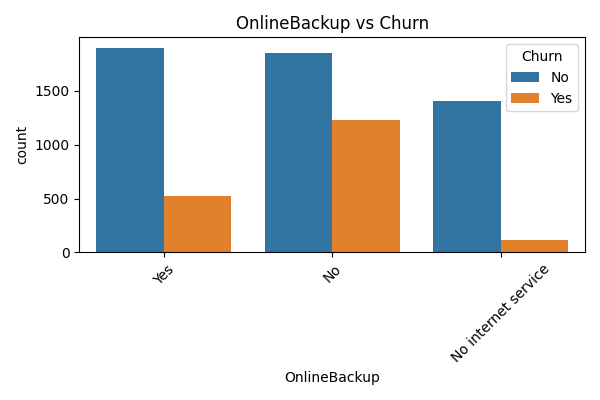 OnlineBackup vs Churn
Churn
No
Yes
1500
1000
500
0
count
Yes
No
No internet service
OnlineBackup